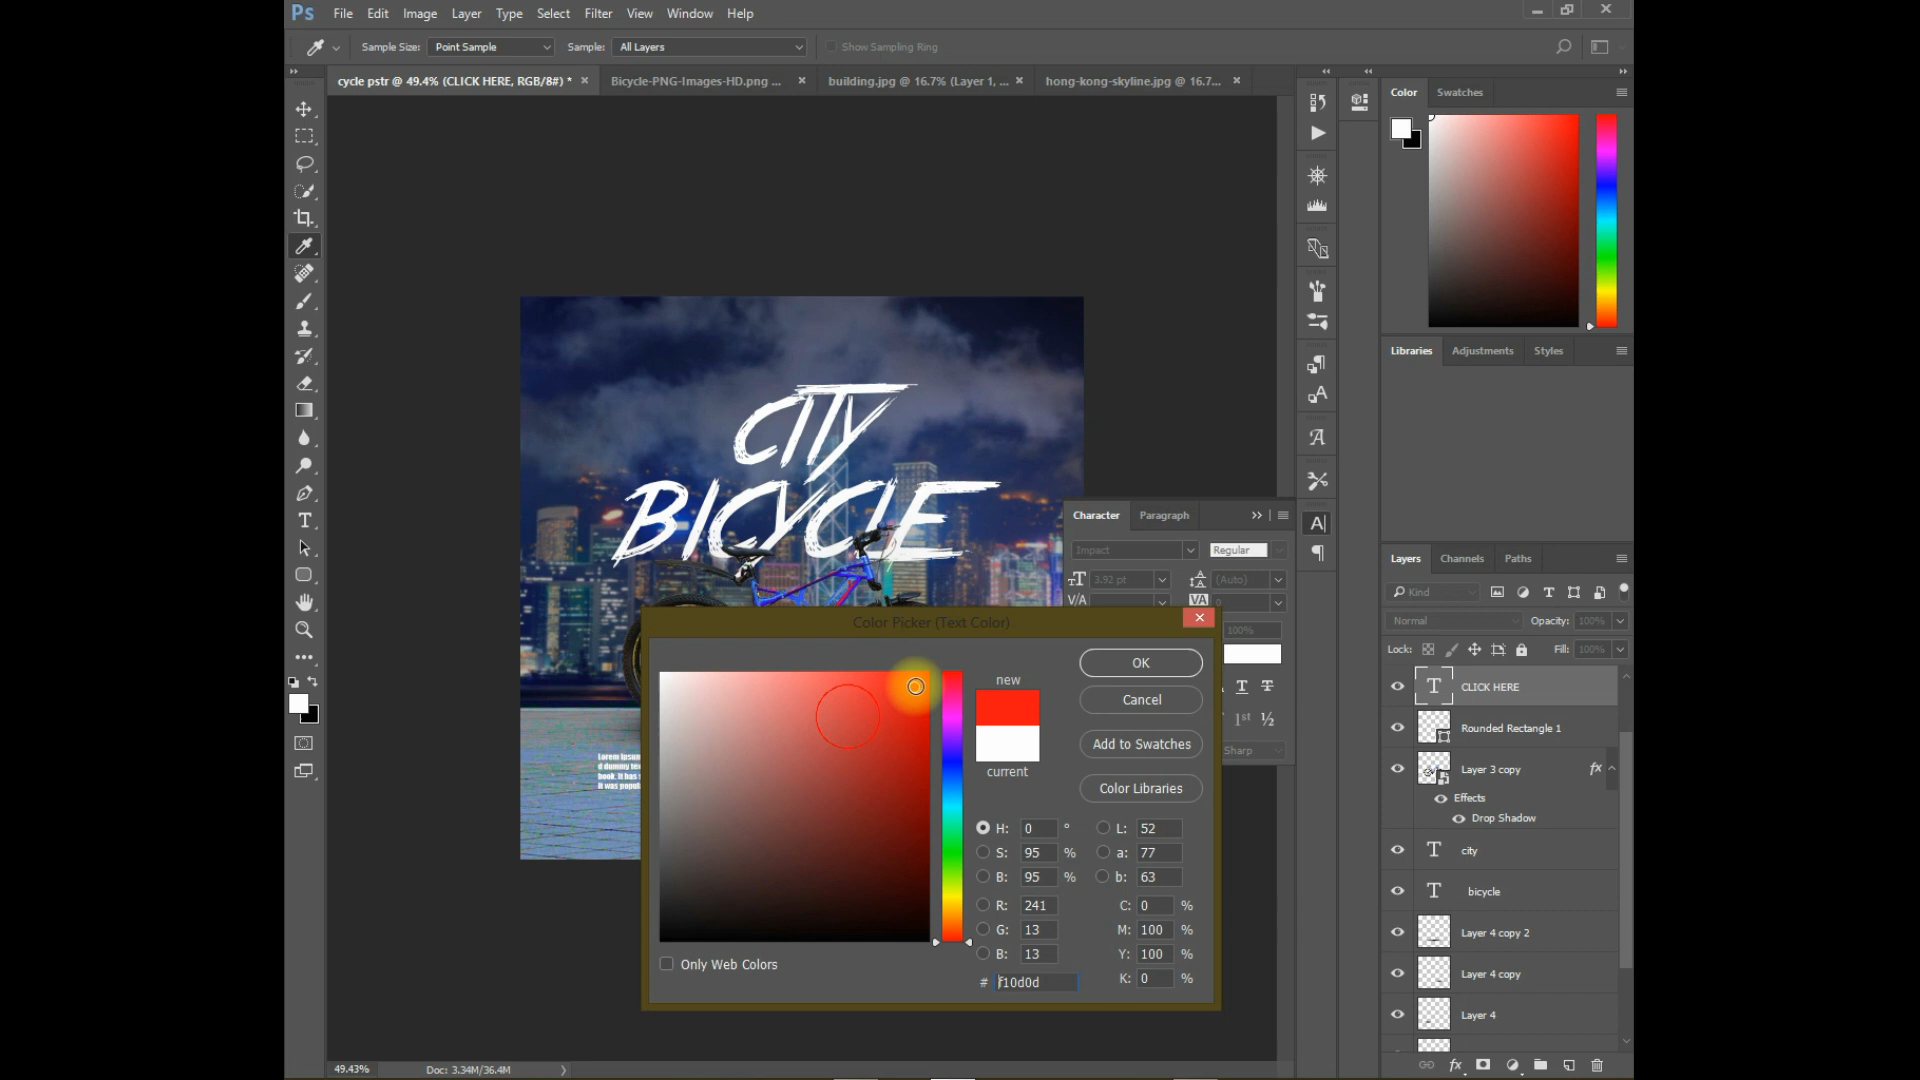 Ps File Edit Image Layer Type Select Filter View Window Help
Sample Size: Point Sample Sample: All Layers Show Sampling Ring
cycle pstr @ 49.4% (CLICK HERE, RGB/8#) * Bicycle-PNG-Images-HD.png ... building.jpg @ 16.7% (Layer 1, ... hong-kong-skyline.jpg @ 16.7...
Color Swatches
Libraries Adjustments Styles
CITY
BICYCLE
Character Paragraph
Impact Regular
3.92 pt (Auto)
0
100%
1st ½
Sharp
Lorem Ipsum
d dummy tex
book. It has s
It was popula
Color Picker (Text Color)
new
current
OK
Cancel
Add to Swatches
Color Libraries
H: 0 ° L: 52
S: 95 % a: 77
B: 95 % b: 63
R: 241 C: 0 %
G: 13 M: 100 %
B: 13 Y: 100 %
# f10d0d K: 0 %
Only Web Colors
Layers Channels Paths
Kind
Normal Opacity: 100%
Lock: Fill: 100%
CLICK HERE
Rounded Rectangle 1
Layer 3 copy fx
Effects
Drop Shadow
city
bicycle
Layer 4 copy 2
Layer 4 copy
Layer 4
fx
49.43% Doc: 3.34M/36.4M